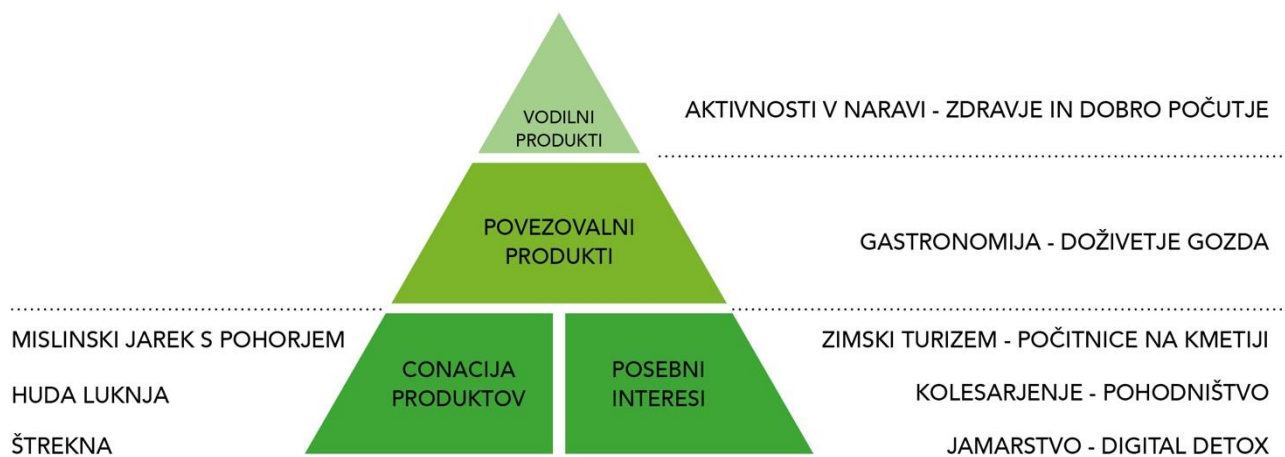 VODILNI
PRODUKTI
AKTIVNOSTI V NARAVI - ZDRAVJE IN DOBRO POČUTJE
POVEZOVALNI
PRODUKTI
GASTRONOMIJA - DOŽIVETJE GOZDA
MISLINSKI JAREK S POHORJEM
HUDA LUKNJA
ŠTREKNA
CONACIJA
PRODUKTOV
POSEBNI
INTERESI
ZIMSKI TURIZEM - POČITNICE NA KMETIJI
KOLESARJENJE - POHODNIŠTVO
JAMARSTVO - DIGITAL DETOX